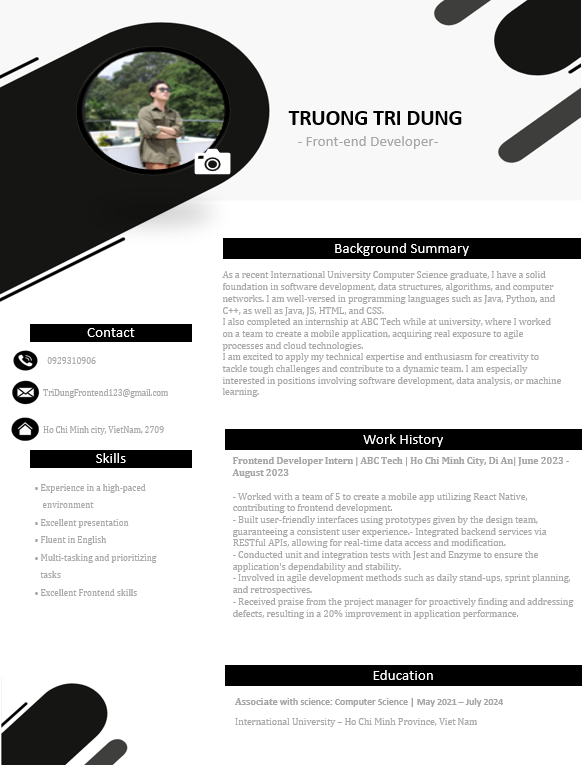 TRUONG TRI DUNG
- Front-end Developer-
Background Summary
As a recent International University Computer Science graduate, I have a solid
foundation in software development, data structures, algorithms, and computer
networks. I am well-versed in programming languages such as Java, Python, and
C++, as well as Java, JS, HTML, and CSS.
I also completed an internship at ABC Tech while at university, where I worked
on a team to create a mobile application, acquiring real exposure to agile
processes and cloud technologies.
I am excited to apply my technical expertise and enthusiasm for creativity to
tackle tough challenges and contribute to a dynamic team. I am especially
interested in positions involving software development, data analysis, or machine
learning.
Contact
0929310906
TriDungFrontend123@gmail.com
Ho Chi Minh city, VietNam, 2709
Skills
▪ Experience in a high-paced
environment
▪ Excellent presentation
▪ Fluent in English
▪ Multi-tasking and prioritizing
tasks
▪ Excellent Frontend skills
Work History
Frontend Developer Intern | ABC Tech | Ho Chi Minh City, Di An| June 2023 -
August 2023
- Worked with a team of 5 to create a mobile app utilizing React Native,
contributing to frontend development.
- Built user-friendly interfaces using prototypes given by the design team,
guaranteeing a consistent user experience.- Integrated backend services via
RESTful APIs, allowing for real-time data access and modification.
- Conducted unit and integration tests with Jest and Enzyme to ensure the
application's dependability and stability.
- Involved in agile development methods such as daily stand-ups, sprint planning,
and retrospectives.
- Received praise from the project manager for proactively finding and addressing
defects, resulting in a 20% improvement in application performance.
Education
Associate with science: Computer Science | May 2021 – July 2024
International University – Ho Chi Minh Province, Viet Nam